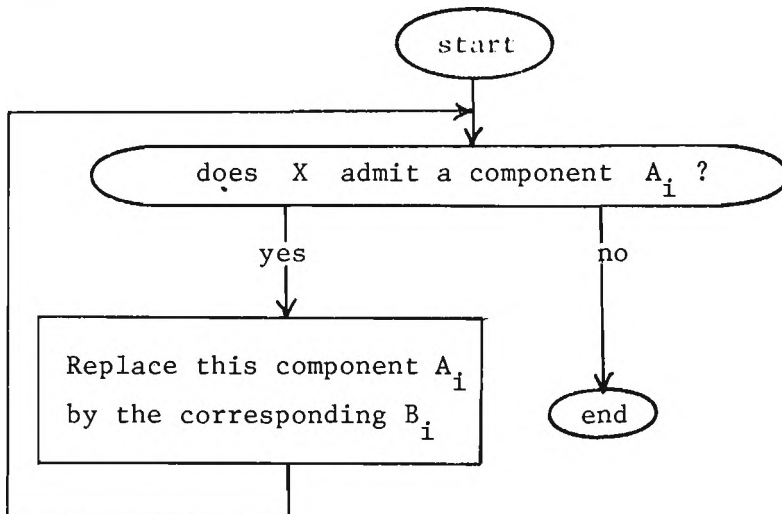 start
does X admit a component A_i ?
yes
no
Replace this component A_i
by the corresponding B_i
end